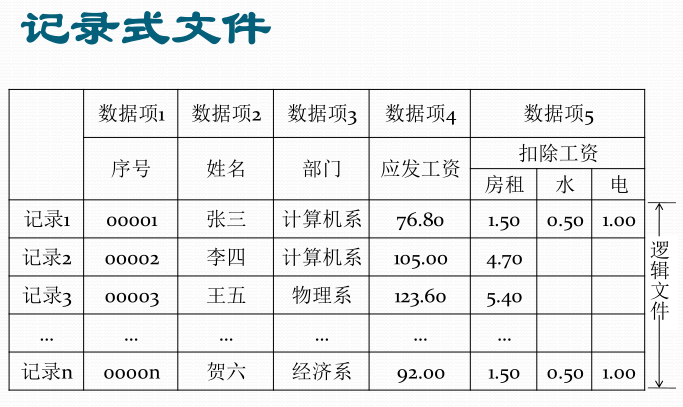 记录式文件
数据项1 数据项2 数据项3 数据项4 数据项5
序号 姓名 部门 应发工资 扣除工资
房租 水 电
记录1 00001 张三 计算机系 76.80 1.50 0.50 1.00
记录2 00002 李四 计算机系 105.00 4.70
记录3 00003 王五 物理系 123.60 5.40
... ... ... ... ... ...
记录n 0000n 贺六 经济系 92.00 1.50 0.50 1.00
逻辑文件